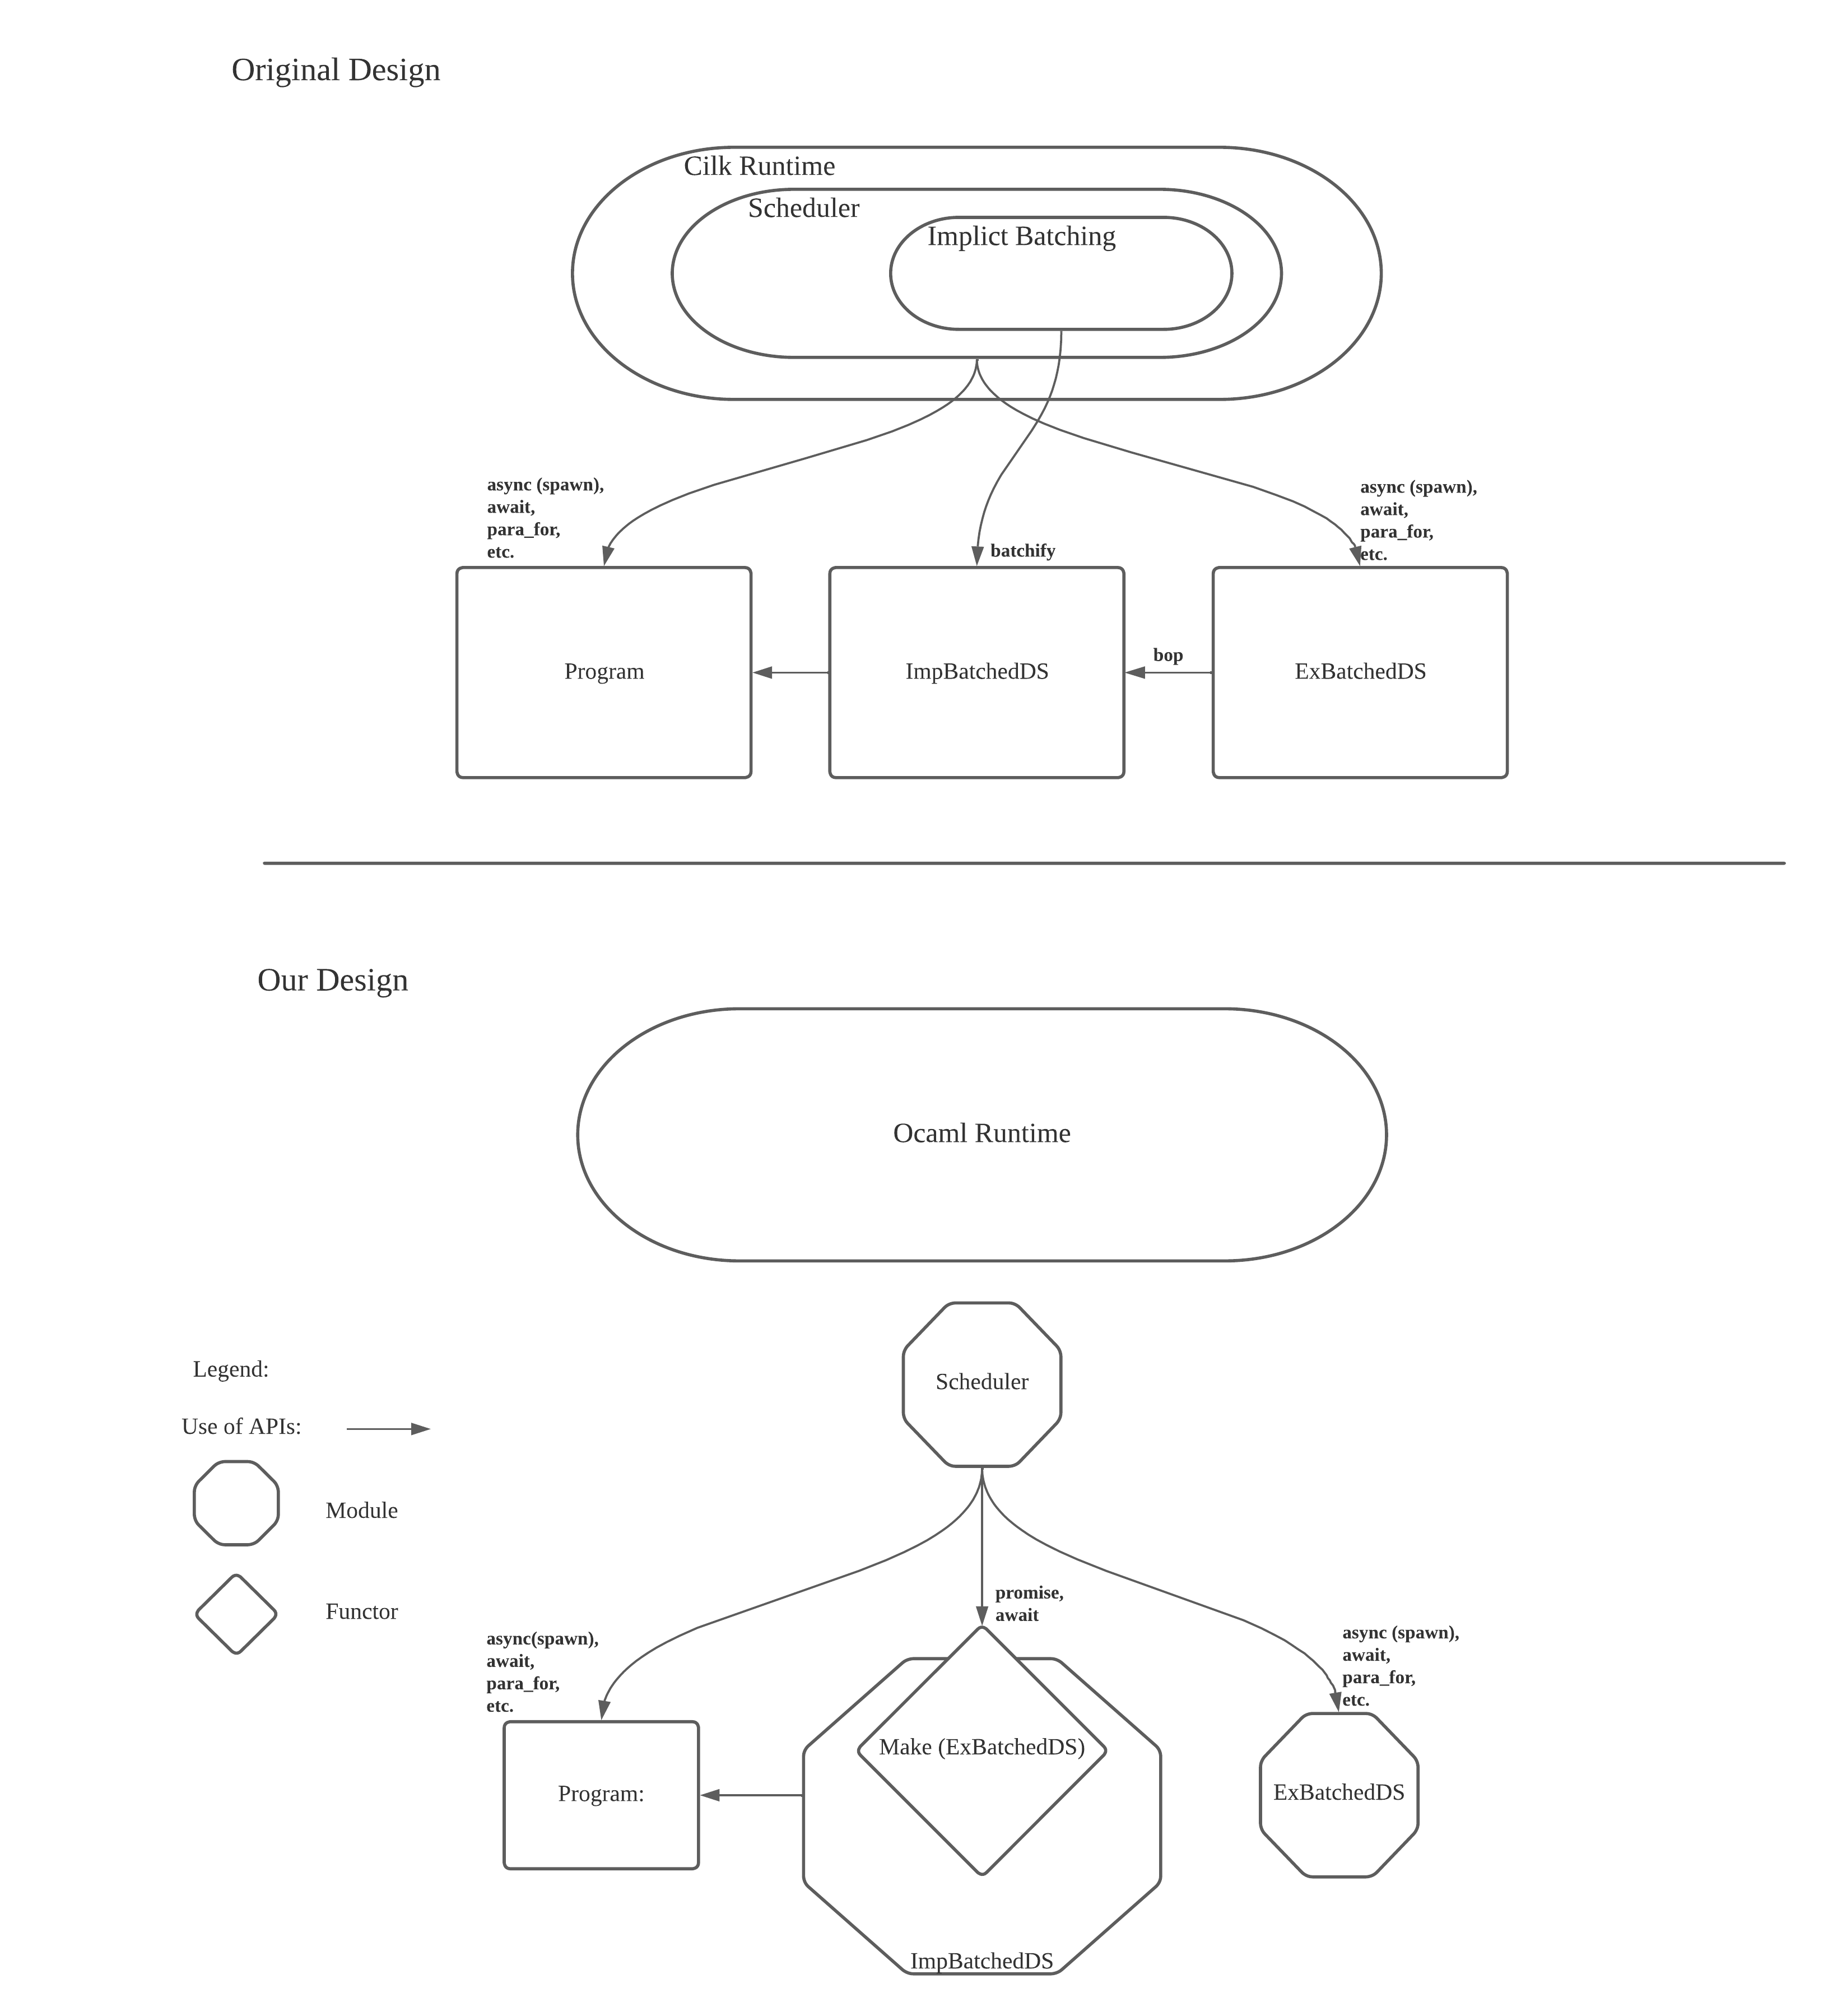 Original Design
Cilk Runtime
Scheduler
Implict Batching
async (spawn),
await,
para_for,
etc.
batchify
async (spawn),
await,
para_for,
etc.
Program
ImpBatchedDS
bop
ExBatchedDS
Our Design
Ocaml Runtime
Scheduler
Legend:
Use of APIs:
Module
Functor
promise,
await
async(spawn),
await,
para_for,
etc.
async (spawn),
await,
para_for,
etc.
Make (ExBatchedDS)
Program:
ExBatchedDS
ImpBatchedDS